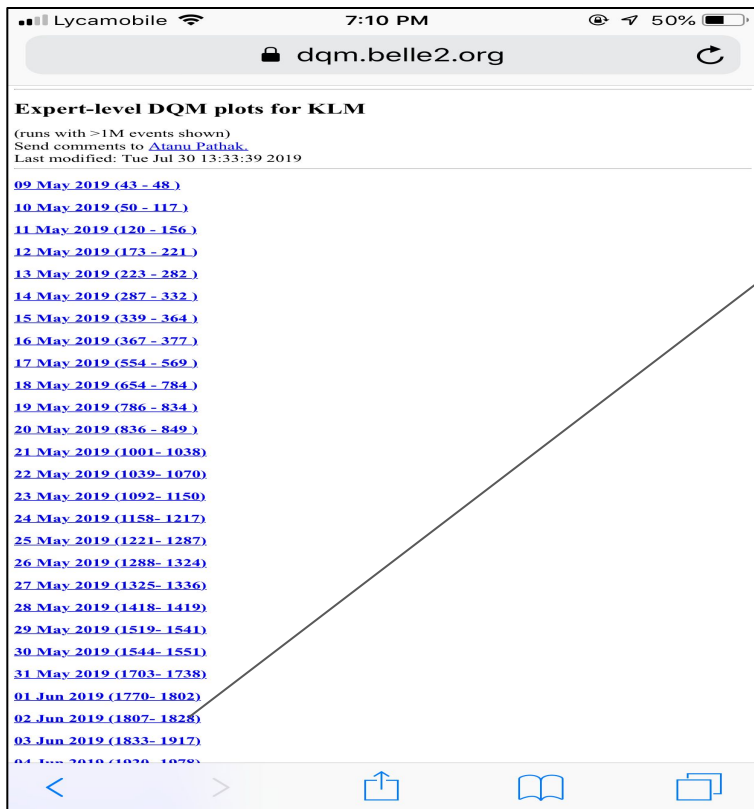 Lycamobile 7:10 PM 50%
dqm.belle2.org
Expert-level DQM plots for KLM
(runs with >1M events shown)
Send comments to Atanu Pathak.
Last modified: Tue Jul 30 13:33:39 2019
09 May 2019 (43 - 48 )
10 May 2019 (50 - 117 )
11 May 2019 (120 - 156 )
12 May 2019 (173 - 221 )
13 May 2019 (223 - 282 )
14 May 2019 (287 - 332 )
15 May 2019 (339 - 364 )
16 May 2019 (367 - 377 )
17 May 2019 (554 - 569 )
18 May 2019 (654 - 784 )
19 May 2019 (786 - 834 )
20 May 2019 (836 - 849 )
21 May 2019 (1001- 1038)
22 May 2019 (1039- 1070)
23 May 2019 (1092- 1150)
24 May 2019 (1158- 1217)
25 May 2019 (1221- 1287)
26 May 2019 (1288- 1324)
27 May 2019 (1325- 1336)
28 May 2019 (1418- 1419)
29 May 2019 (1519- 1541)
30 May 2019 (1544- 1551)
31 May 2019 (1703- 1738)
01 Jun 2019 (1770- 1802)
02 Jun 2019 (1807- 1828)
03 Jun 2019 (1833- 1917)
04 Jun 2019 (1920- 1978)